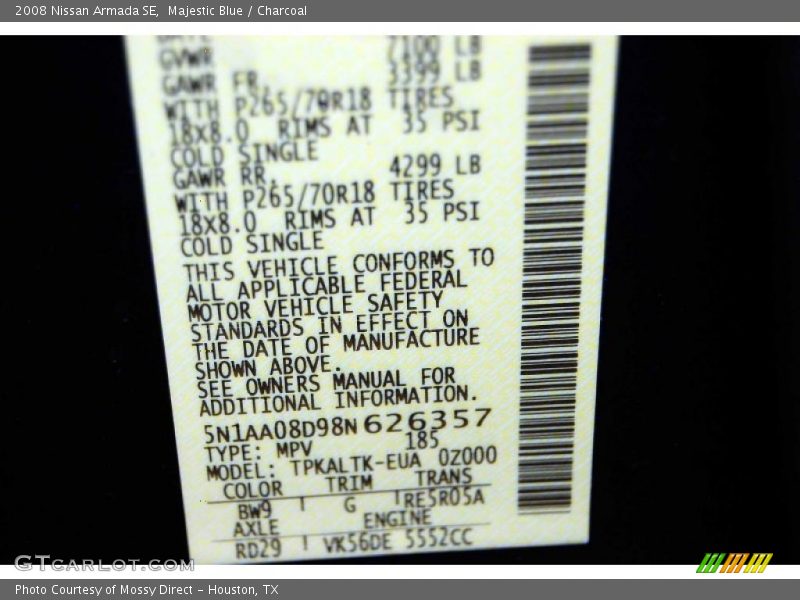 2008 Nissan Armada SE,  Majestic Blue / Charcoal
GVWR 7100 LB
GAWR FR. 3399 LB
WITH P265/70R18 TIRES
18x8.0 RIMS AT 35 PSI
COLD SINGLE
GAWR RR. 4299 LB
WITH P265/70R18 TIRES
18x8.0 RIMS AT 35 PSI
COLD SINGLE
THIS VEHICLE CONFORMS TO
ALL APPLICABLE FEDERAL
MOTOR VEHICLE SAFETY
STANDARDS IN EFFECT ON
THE DATE OF MANUFACTURE
SHOWN ABOVE.
SEE OWNERS MANUAL FOR
ADDITIONAL INFORMATION.
5N1AA08D98N626357
TYPE: MPV 185
MODEL: TPKALTK-EUA 0Z000
COLOR TRIM TRANS
BW9 G RE5R05A
AXLE ENGINE
RD29 VK56DE 5552CC
GTcarlot.com
Photo Courtesy of Mossy Direct – Houston, TX